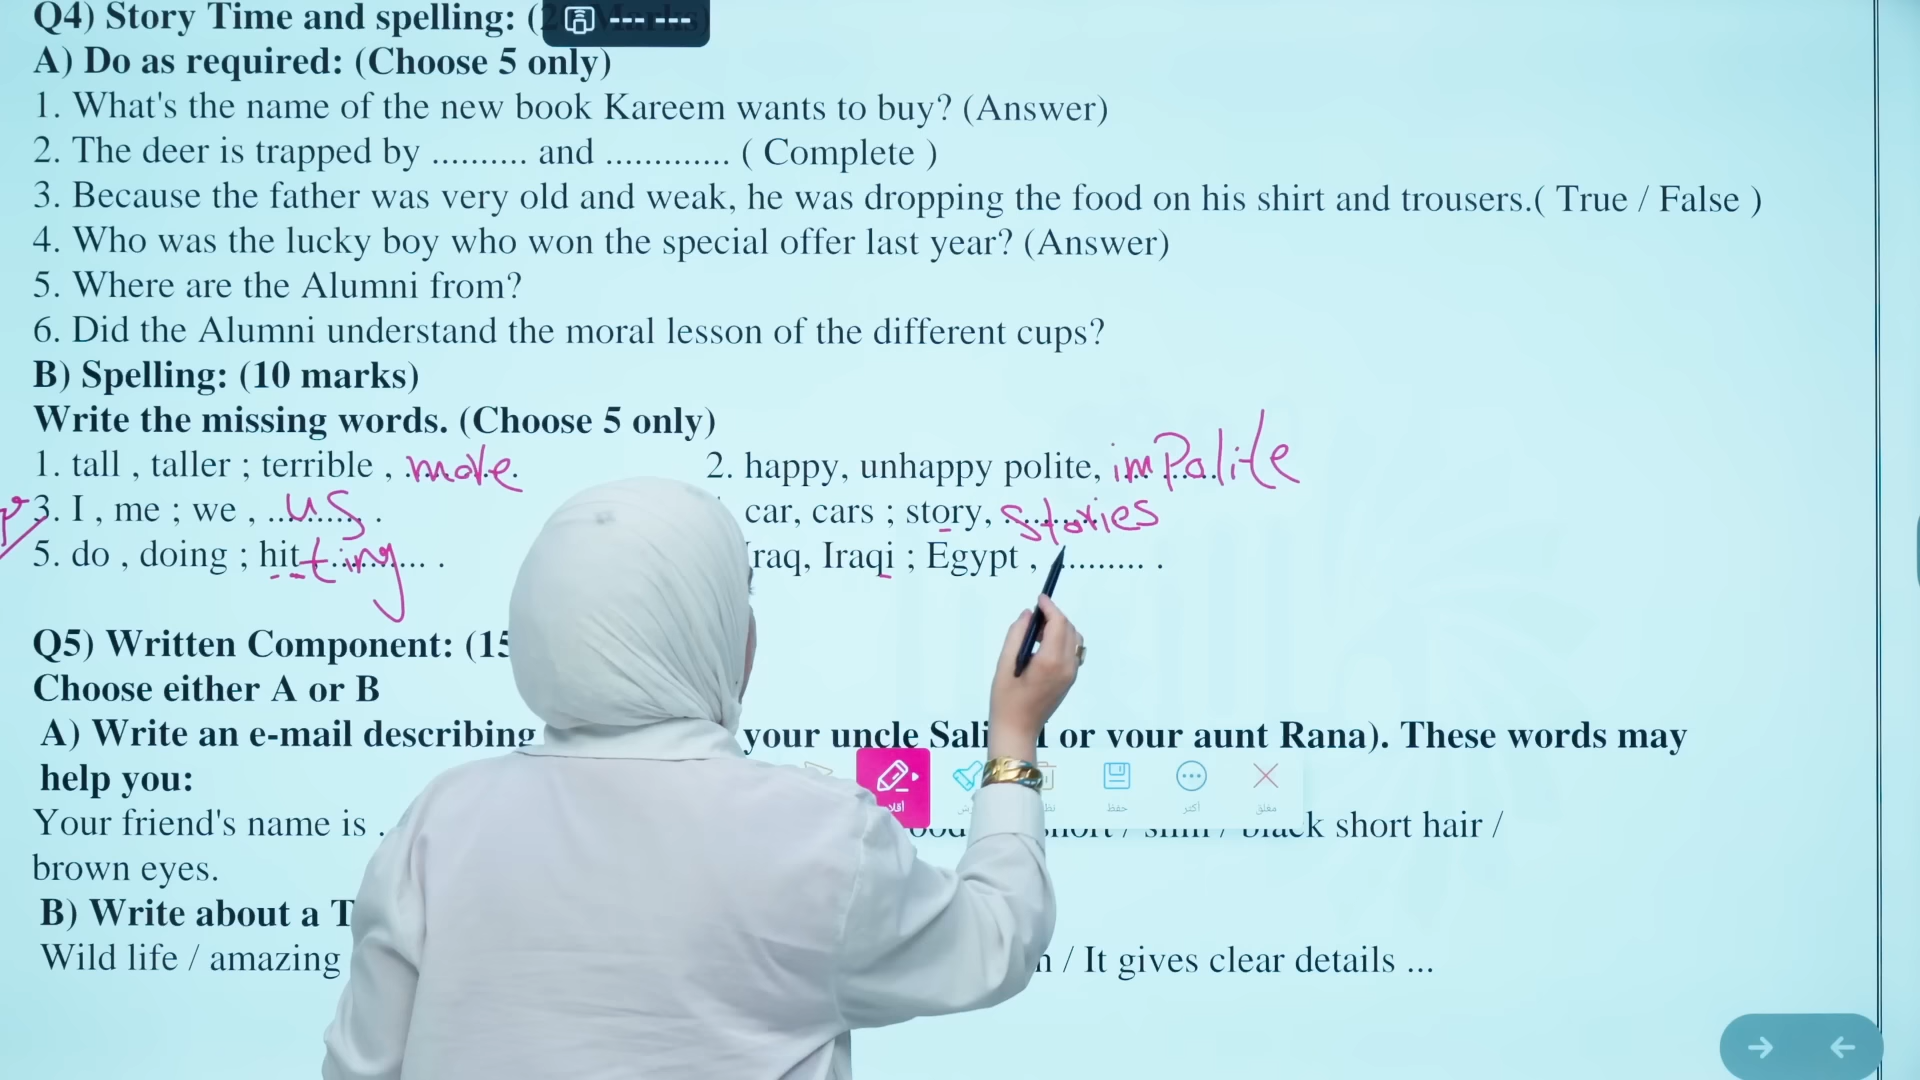 Q4) Story Time and spelling: (
A) Do as required: (Choose 5 only)
1. What's the name of the new book Kareem wants to buy? (Answer)
2. The deer is trapped by .......... and ............. ( Complete )
3. Because the father was very old and weak, he was dropping the food on his shirt and trousers.( True / False )
4. Who was the lucky boy who won the special offer last year? (Answer)
5. Where are the Alumni from?
6. Did the Alumni understand the moral lesson of the different cups?
B) Spelling: (10 marks)
Write the missing words. (Choose 5 only)
1. tall , taller ; terrible , more 2. happy, unhappy polite, impolite
3. I , me ; we , us . car, cars ; story, stories
5. do , doing ; hitting . Iraq, Iraqi ; Egypt , ......... .
Q5) Written Component: (15
Choose either A or B
A) Write an e-mail describing your uncle or your aunt Rana). These words may
help you:
Your friend's name is . short / slim / black short hair /
brown eyes.
B) Write about a
Wild life / amazing / It gives clear details ...
أكثر
حفظ
مغلق